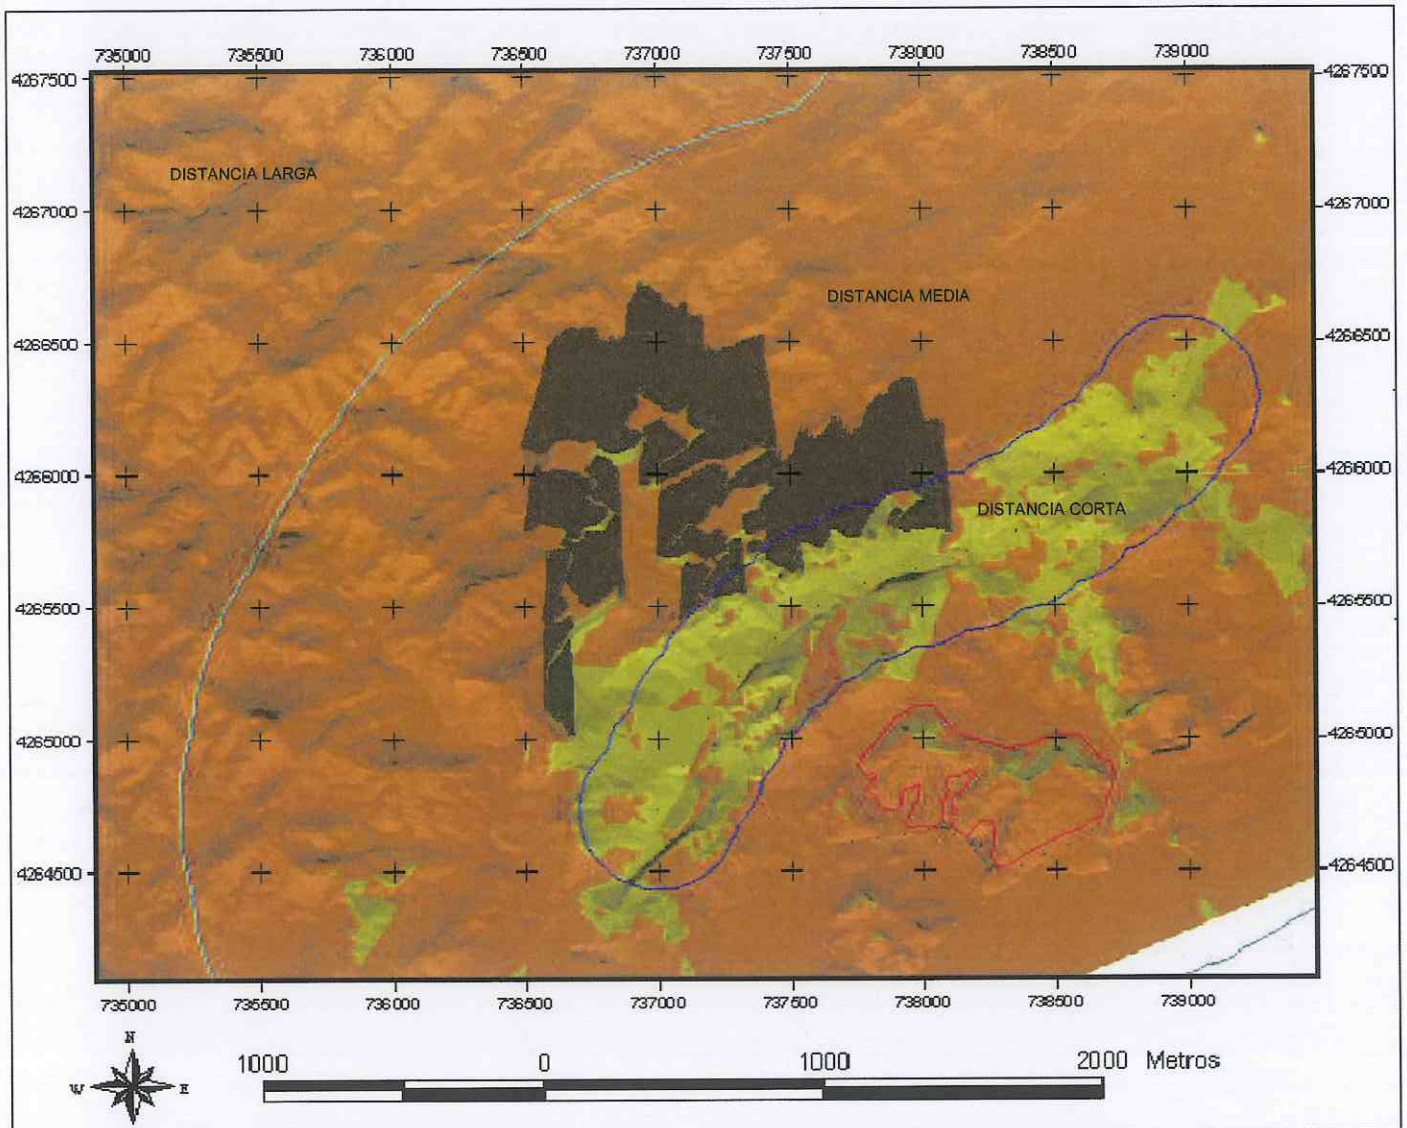 735000 735500 736000 736500 737000 737500 738000 738500 739000
4267500 4267500
DISTANCIA LARGA
4267000 4267000
DISTANCIA MEDIA
4266500 4266500
4266000 4266000
DISTANCIA CORTA
4265500 4265500
4265000 4265000
4264500 4264500
735000 735500 736000 736500 737000 737500 738000 738500 739000
N
W E
S
1000 0 1000 2000 Metros